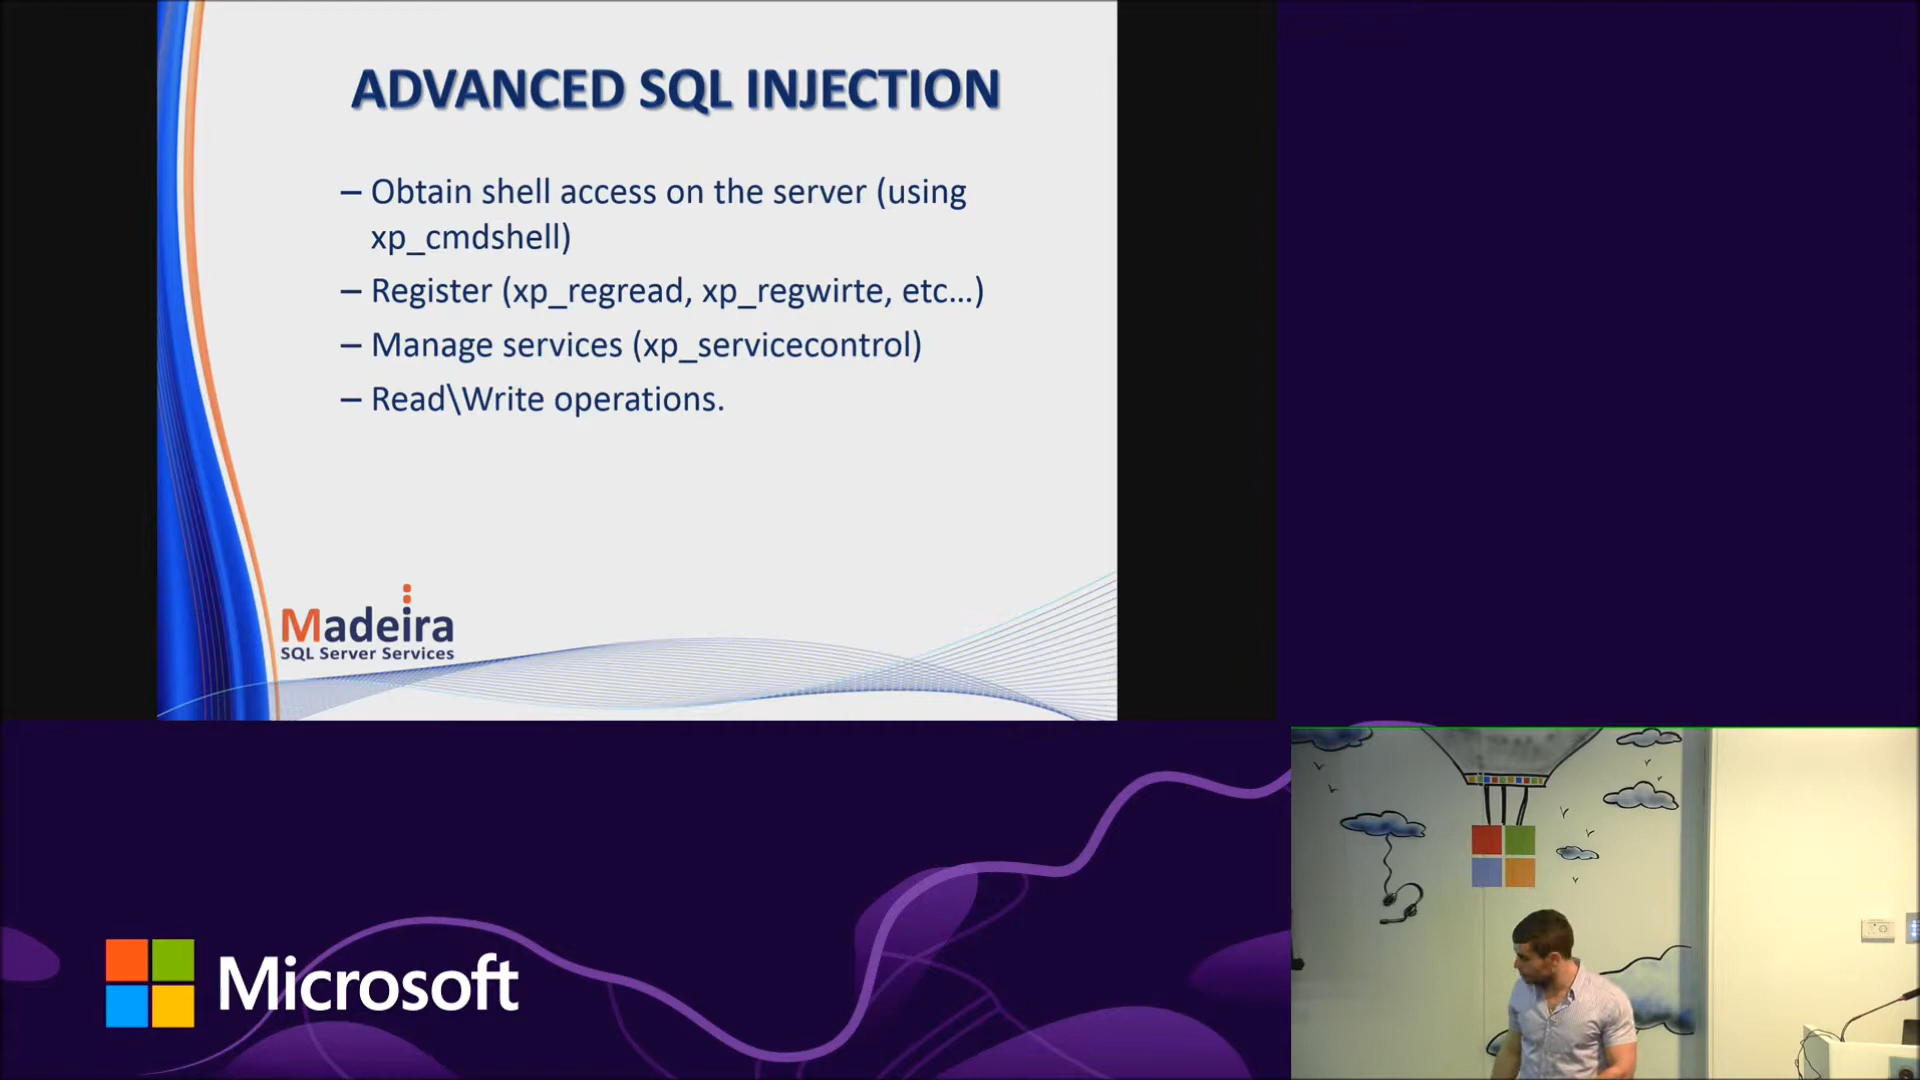 ADVANCED SQL INJECTION
– Obtain shell access on the server (using
xp_cmdshell)
– Register (xp_regread, xp_regwirte, etc...)
– Manage services (xp_servicecontrol)
– Read\Write operations.
Madeira
SQL Server Services
Microsoft